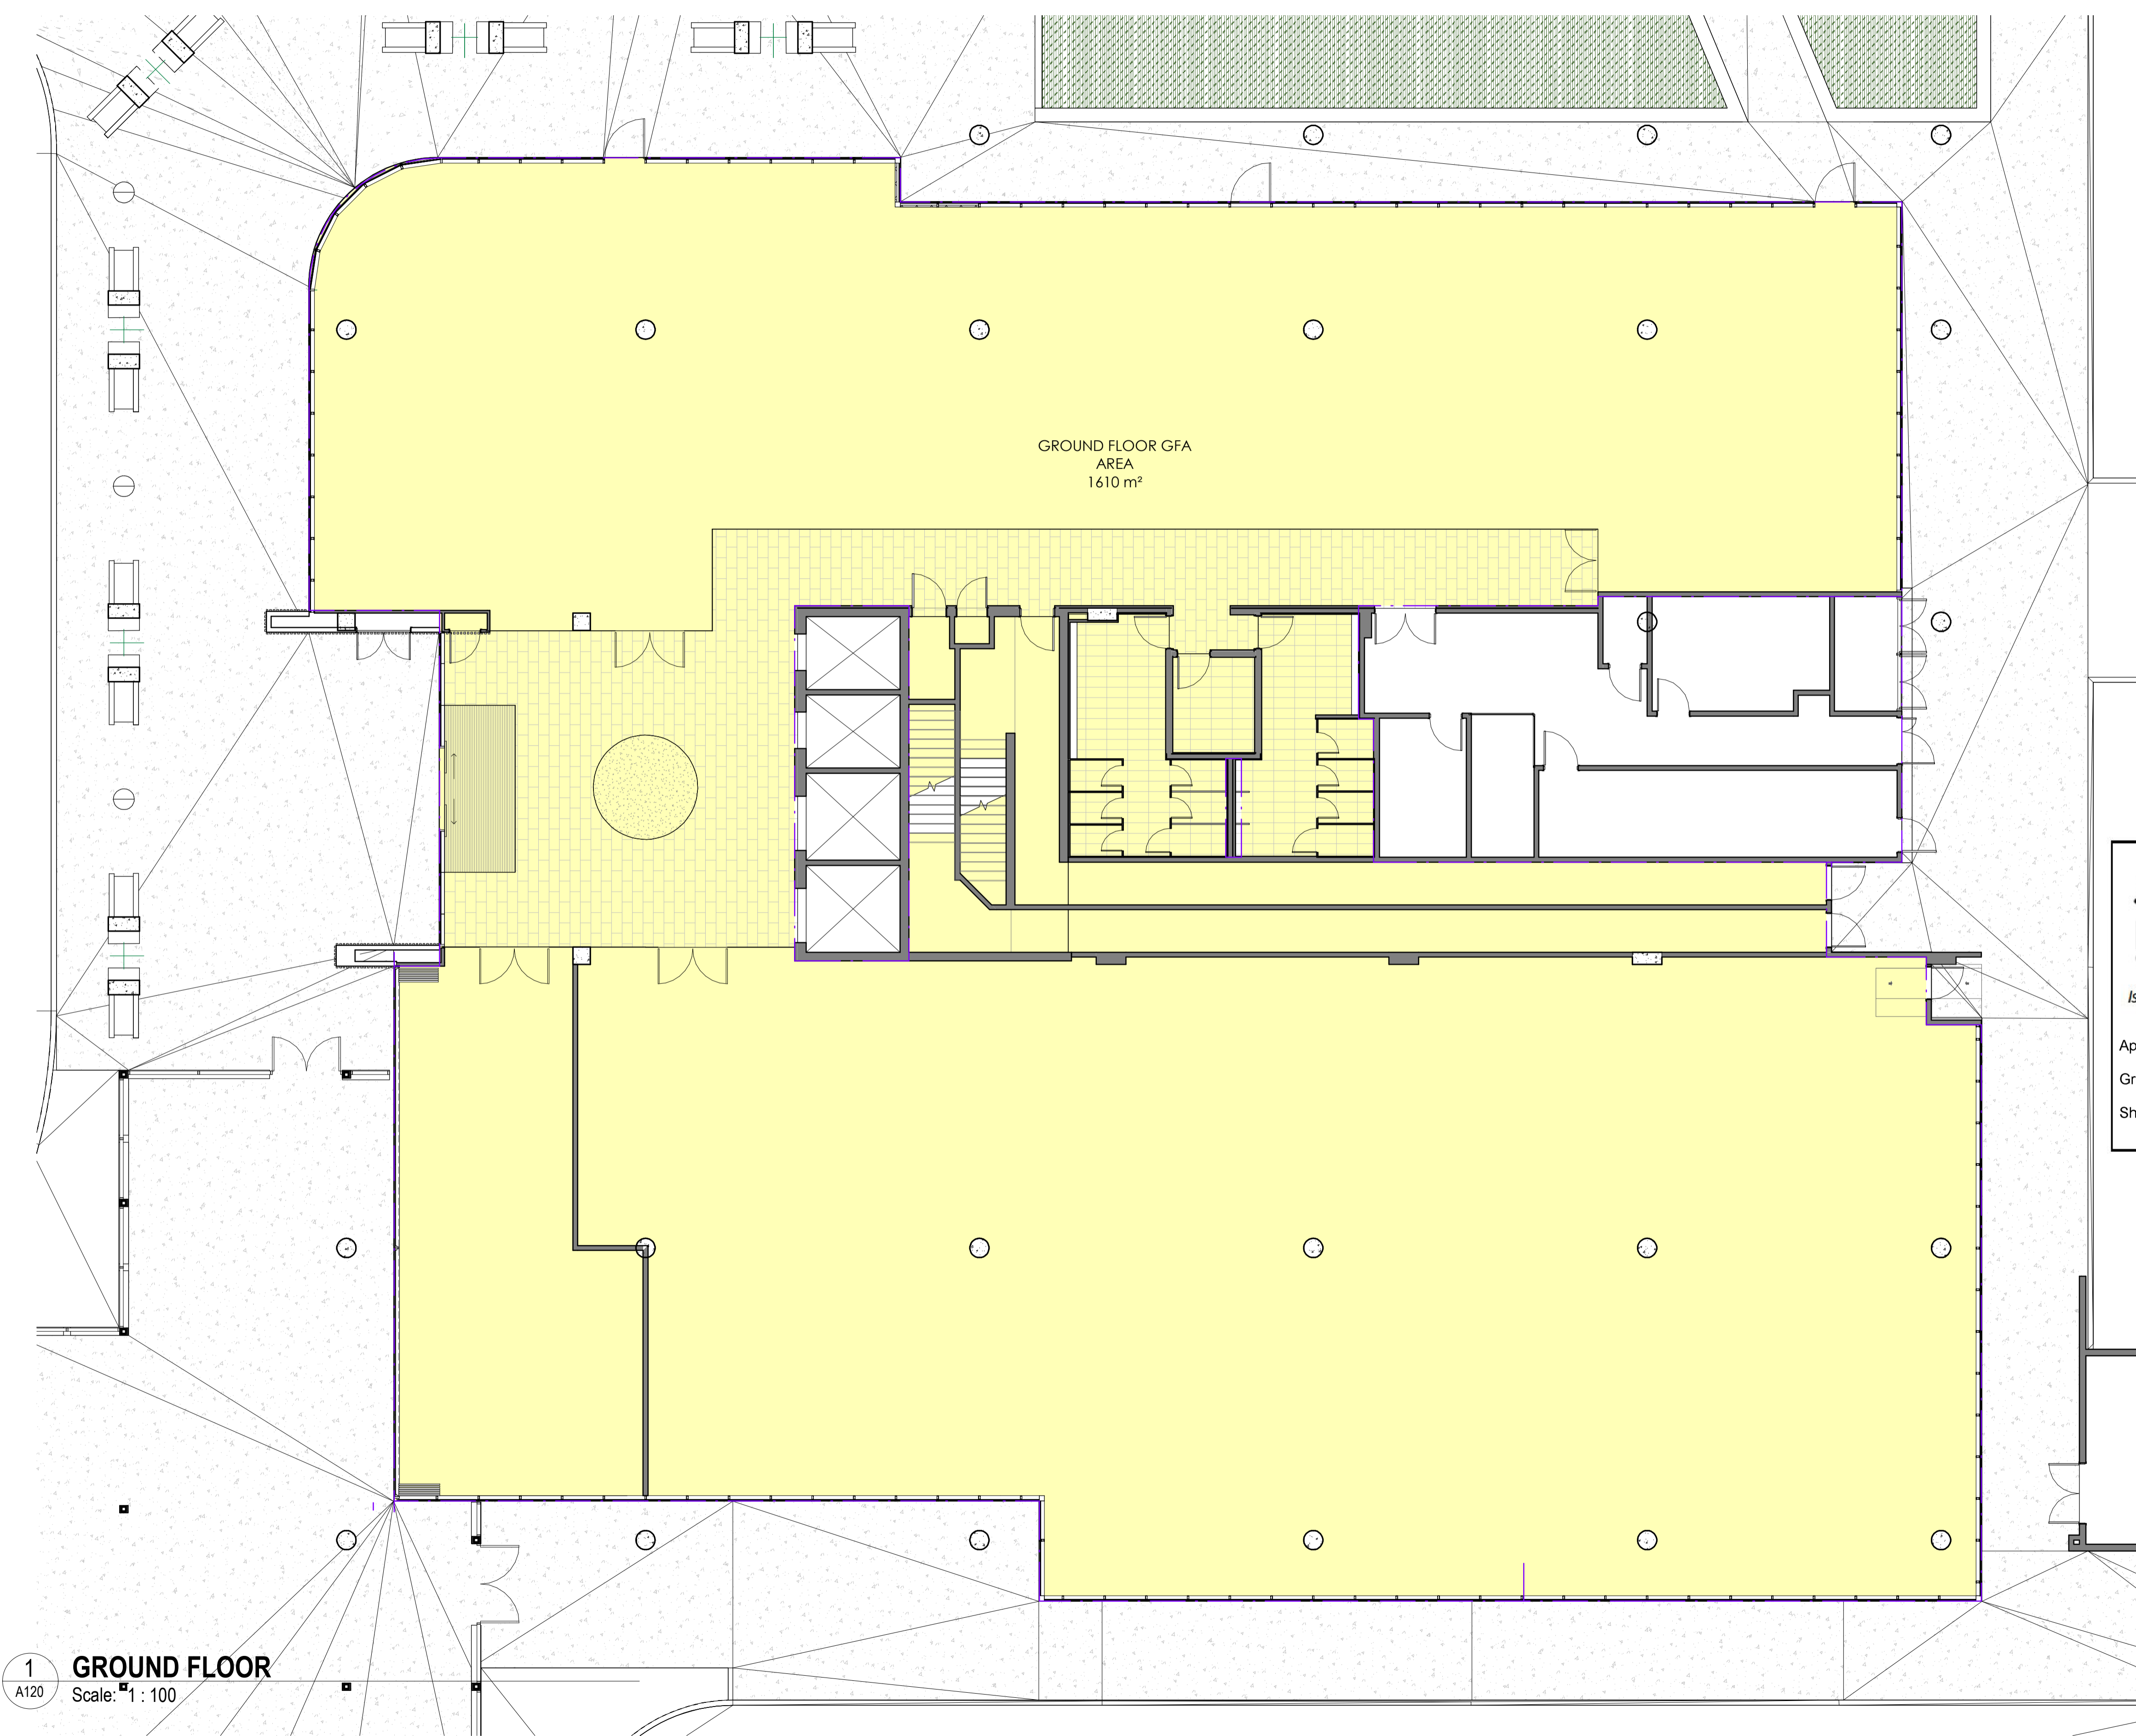 GROUND FLOOR GFA
AREA
1610 m²
Ap
Gr
Sh
1
A120
GROUND FLOOR
Scale: 1 : 100